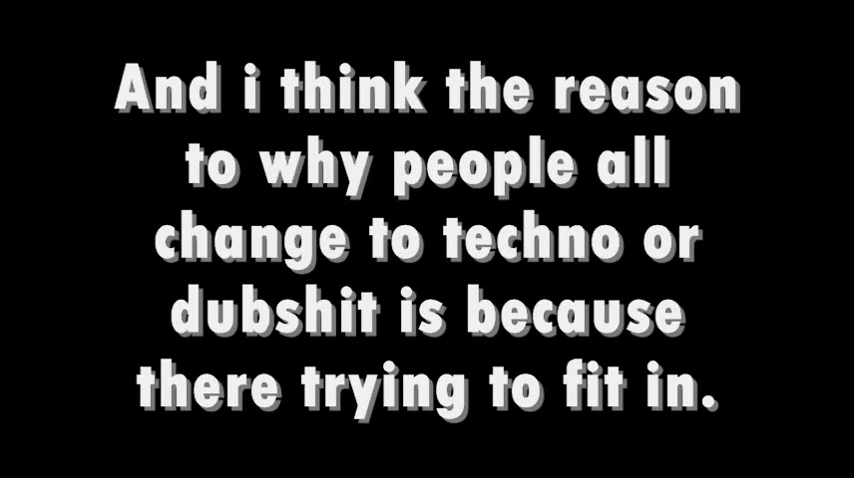 And i think the reason
to why people all
change to techno or
dubshit is because
there trying to fit in.